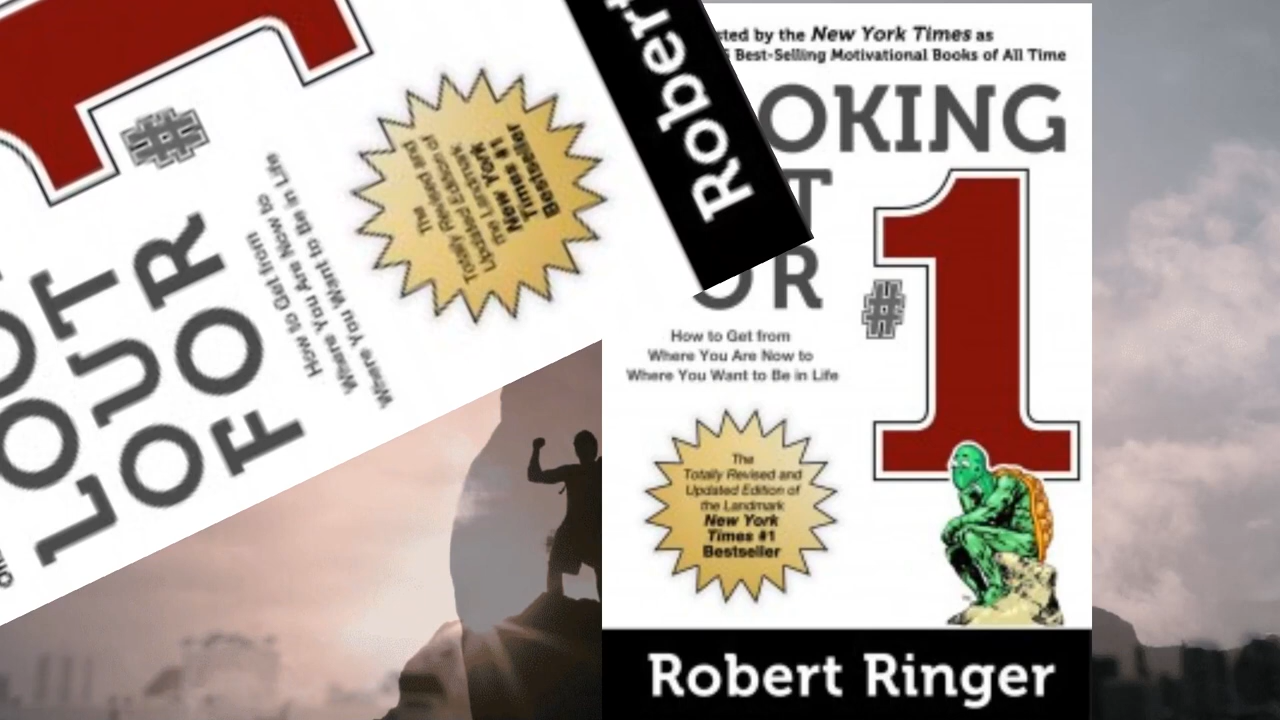 sted by the New York Times as
5 Best-Selling Motivational Books of All Time
OKING
T
OR
#1
How to Get from
Where You Are Now to
Where You Want to Be in Life
The
Totally Revised and
Updated Edition of
the Landmark
New York
Times #1
Bestseller
Robert Ringer
LOO
OUT
FOR
#1
How to Get from
Where You Are Now to
Where You Want to Be in Life
The
Totally Revised and
Updated Edition of
the Landmark
New York
Times #1
Bestseller
Robert